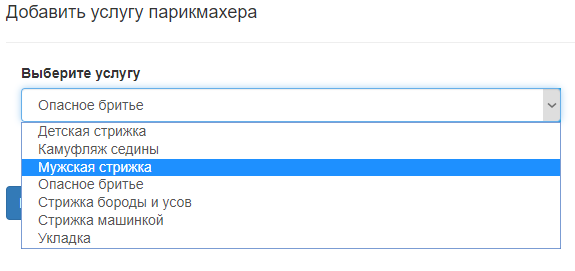 Добавить услугу парикмахера
Выберите услугу
Опасное бритье
Детская стрижка
Камуфляж седины
Мужская стрижка
Опасное бритье
Стрижка бороды и усов
Стрижка машинкой
Укладка